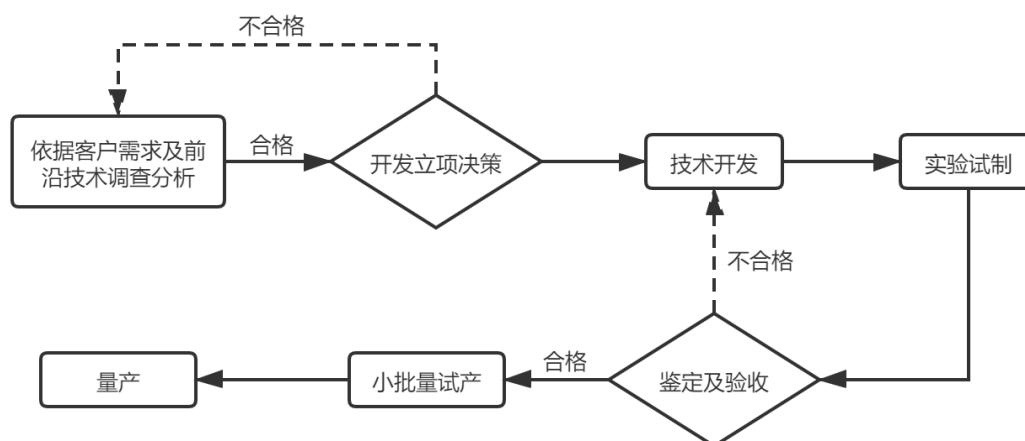 不合格
依据客户需求及前
沿技术调查分析
合格
开发立项决策
技术开发
实验试制
不合格
量产
小批量试产
合格
鉴定及验收